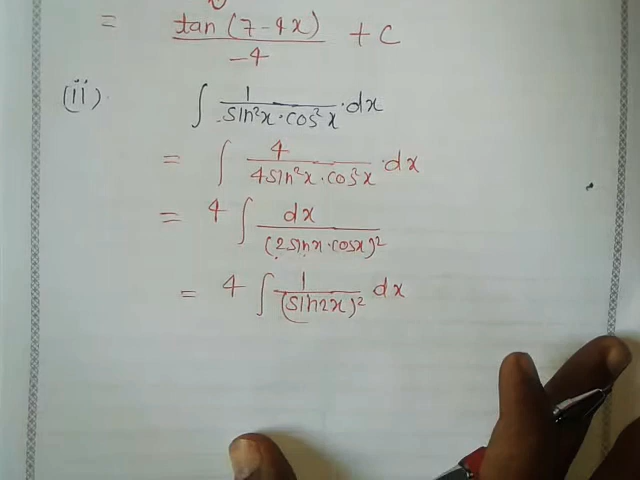 = tan (7-4x) / -4 + C
(ii). ∫ 1 / sin²x · cos²x · dx
= ∫ 4 / 4sin²x · cos²x · dx
= 4 ∫ dx / (2sinx · cosx)²
= 4 ∫ 1 / (sin2x)² dx